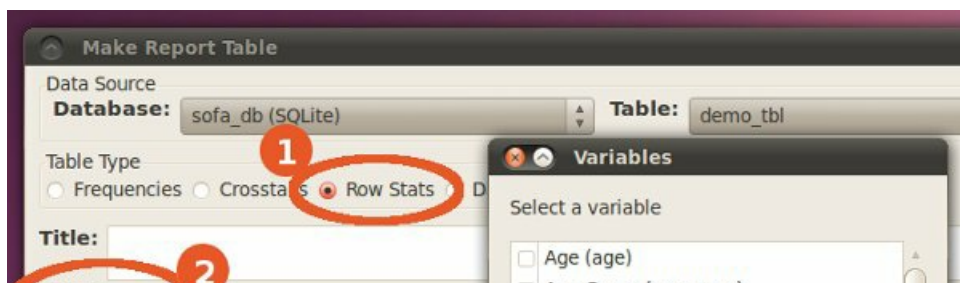 Make Report Table
Data Source
Database: sofa_db (SQLite) Table: demo_tbl
1
Variables
Table Type
Frequencies Row Stats D
Select a variable
Title:
Age (age)
2